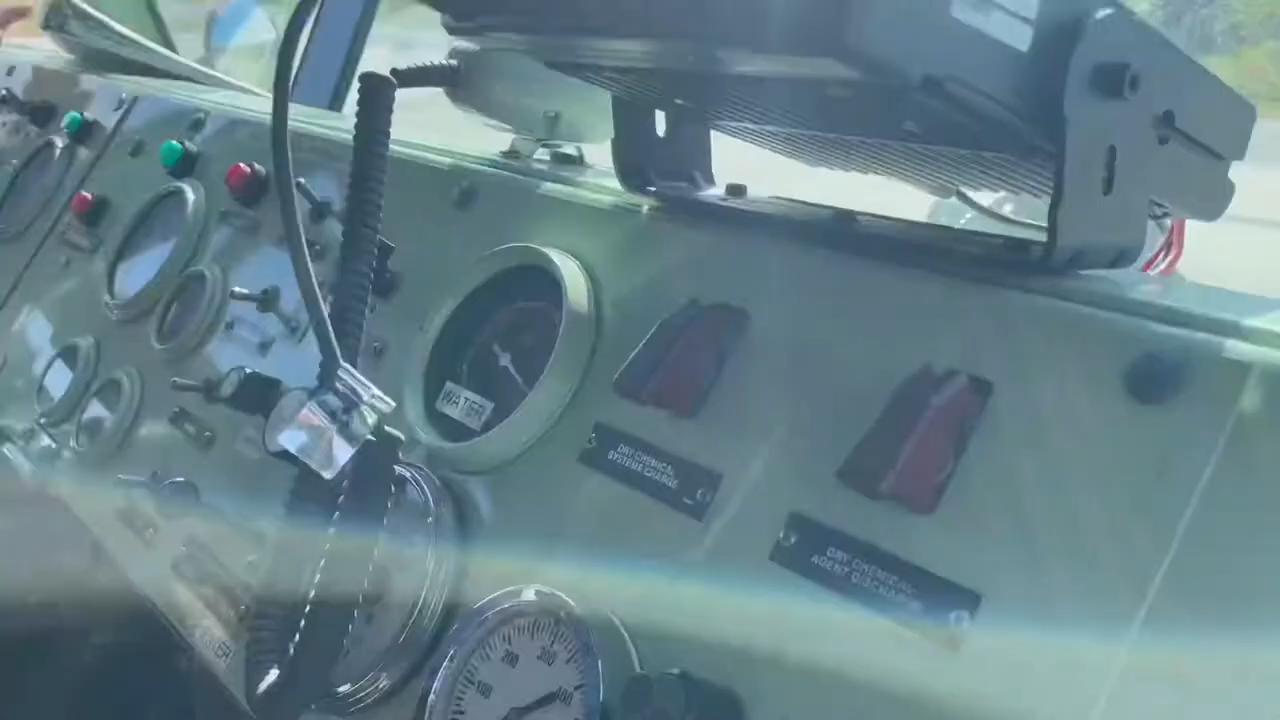 WATER
DRY CHEMICAL
SYSTEMS CHARGE
DRY CHEMICAL
AGENT DISCHARGE
100
200
300
400